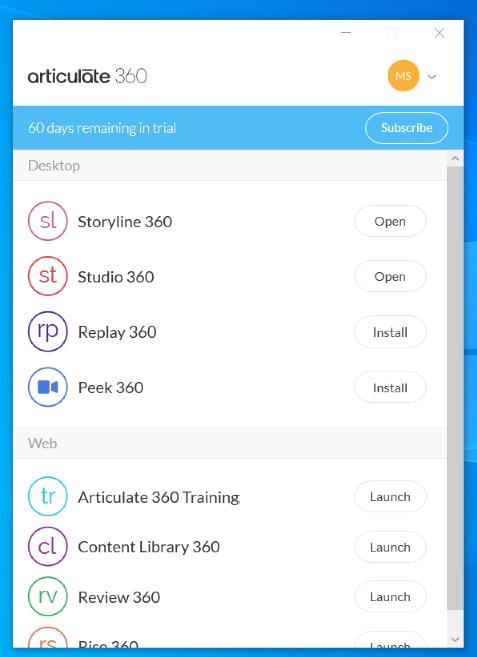 articulate 360
MS
60 days remaining in trial
Subscribe
Desktop
sl Storyline 360 Open
st Studio 360 Open
rp Replay 360 Install
Peek 360 Install
Web
tr Articulate 360 Training Launch
cl Content Library 360 Launch
rv Review 360 Launch
rs Rise 360 Launch